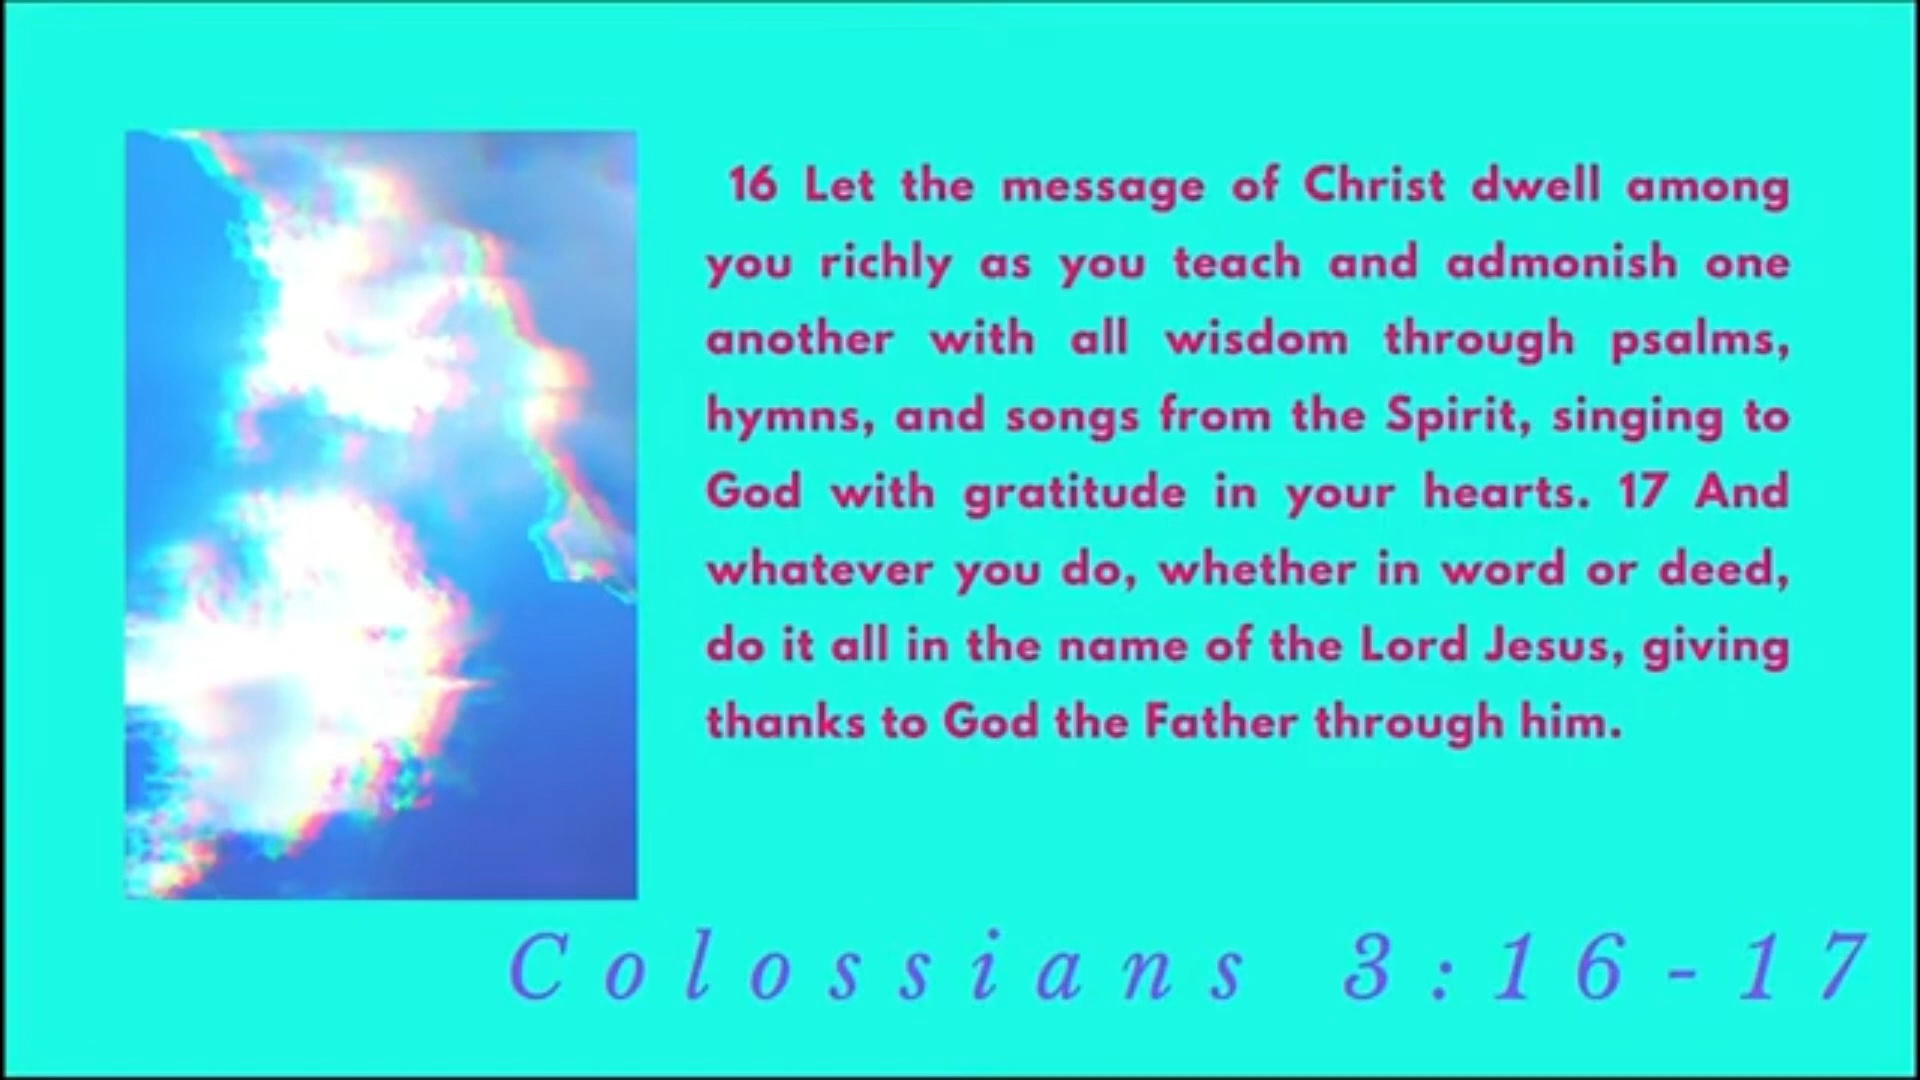 16 Let the message of Christ dwell among
you richly as you teach and admonish one
another with all wisdom through psalms,
hymns, and songs from the Spirit, singing to
God with gratitude in your hearts. 17 And
whatever you do, whether in word or deed,
do it all in the name of the Lord Jesus, giving
thanks to God the Father through him.
Colossians 3:16-17